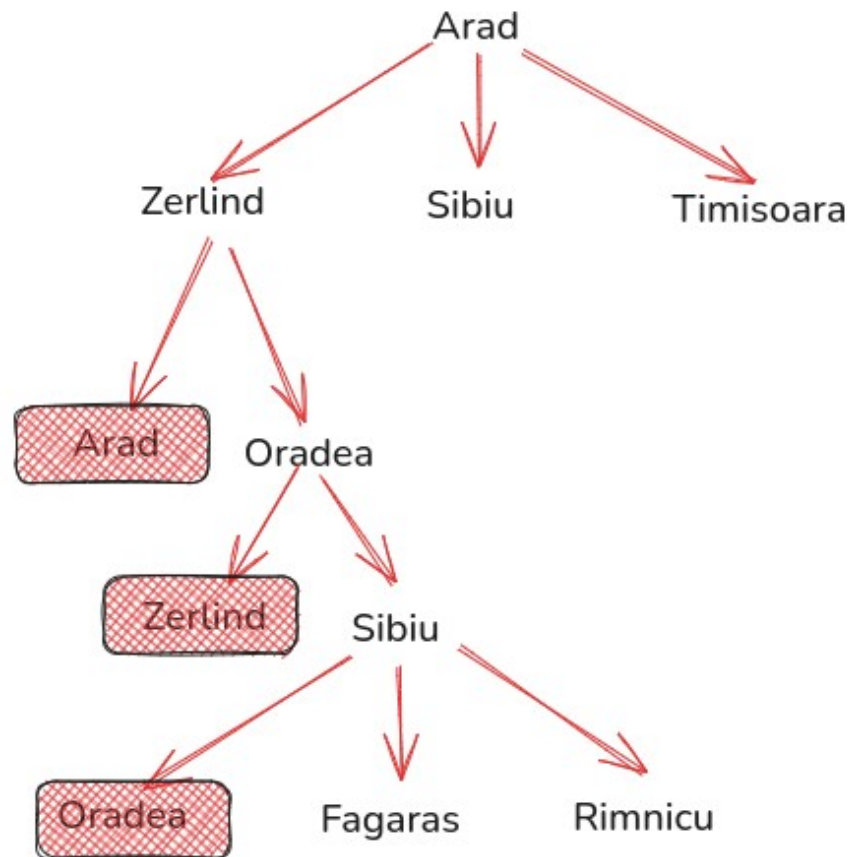 Arad
Zerlind
Sibiu
Timisoara
Arad
Oradea
Zerlind
Sibiu
Oradea
Fagaras
Rimnicu